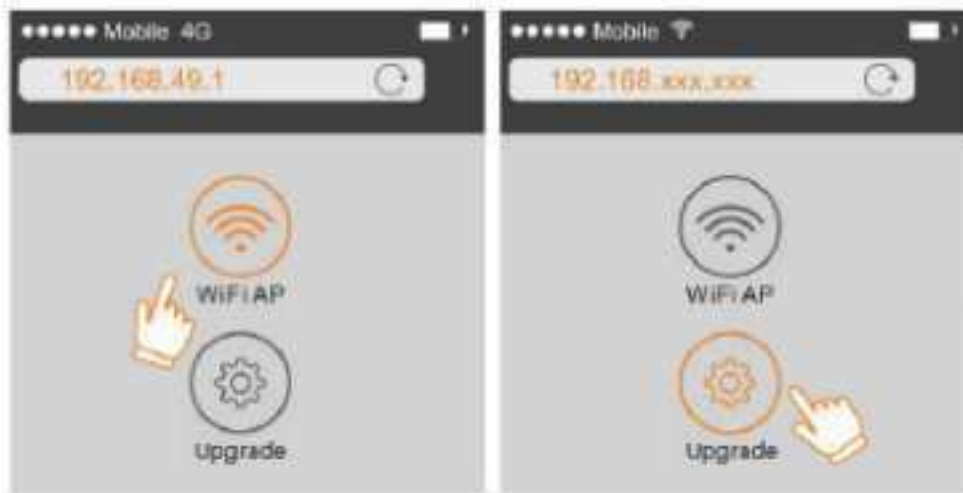 Mobile 4G
192.168.49.1
WiFi AP
Upgrade
Mobile
192.168.xxx.xxx
WiFi AP
Upgrade